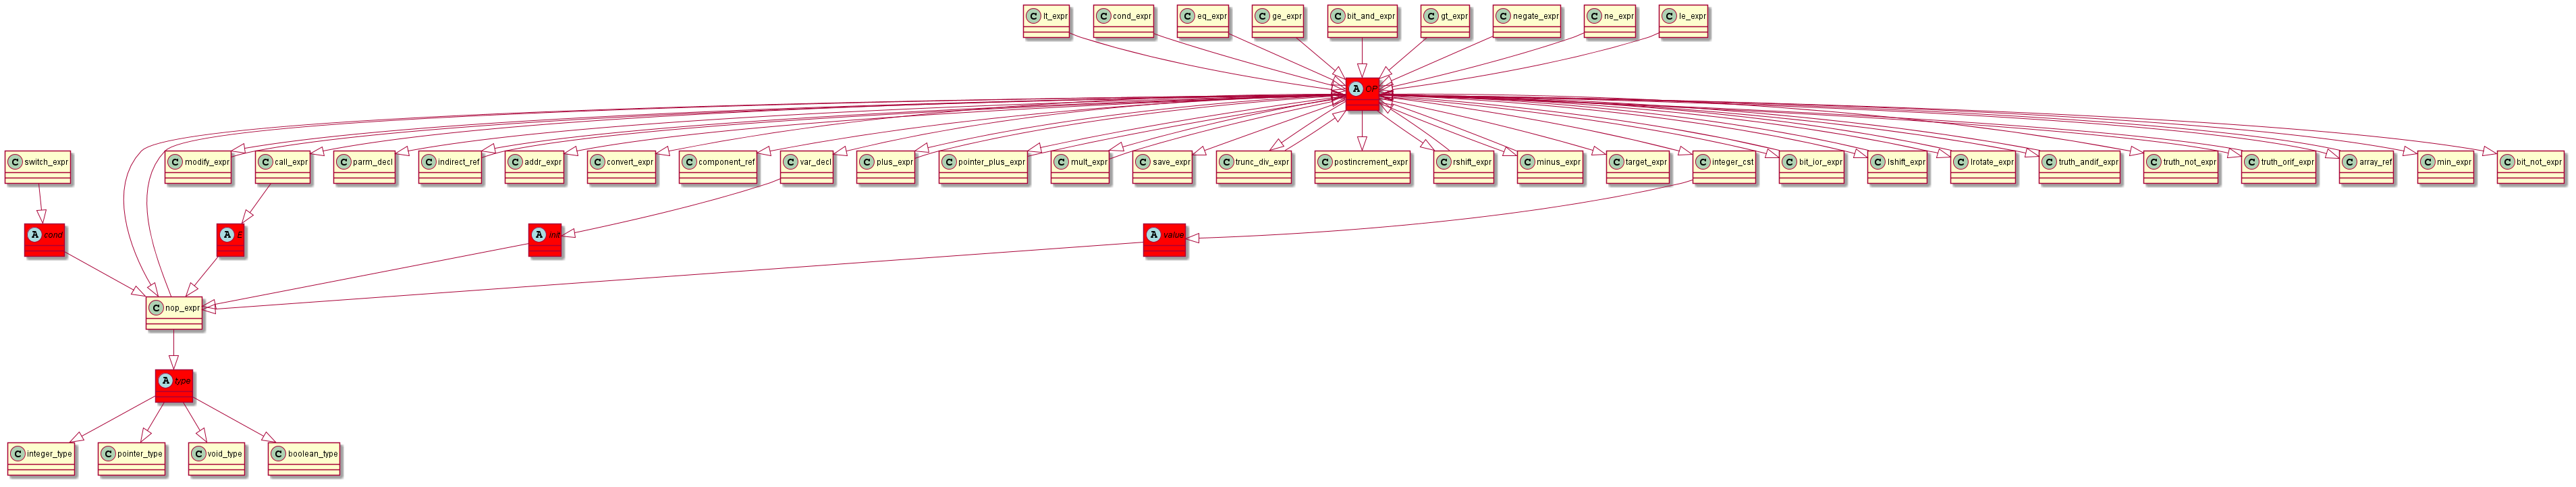 C lt_expr
C cond_expr
C eq_expr
C ge_expr
C bit_and_expr
C gt_expr
C negate_expr
C ne_expr
C le_expr
A OP
C switch_expr
C modify_expr
C call_expr
C parm_decl
C indirect_ref
C addr_expr
C convert_expr
C component_ref
C var_decl
C plus_expr
C pointer_plus_expr
C mult_expr
C save_expr
C trunc_div_expr
C postincrement_expr
C rshift_expr
C minus_expr
C target_expr
C integer_cst
C bit_ior_expr
C lshift_expr
C lrotate_expr
C truth_andif_expr
C truth_not_expr
C truth_orif_expr
C array_ref
C min_expr
C bit_not_expr
A cond
A E
A init
A value
C nop_expr
A type
C integer_type
C pointer_type
C void_type
C boolean_type